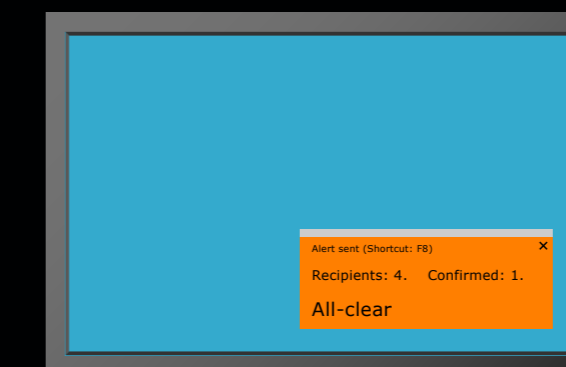 Alert sent (Shortcut: F8)
Recipients: 4. Confirmed: 1.
All-clear